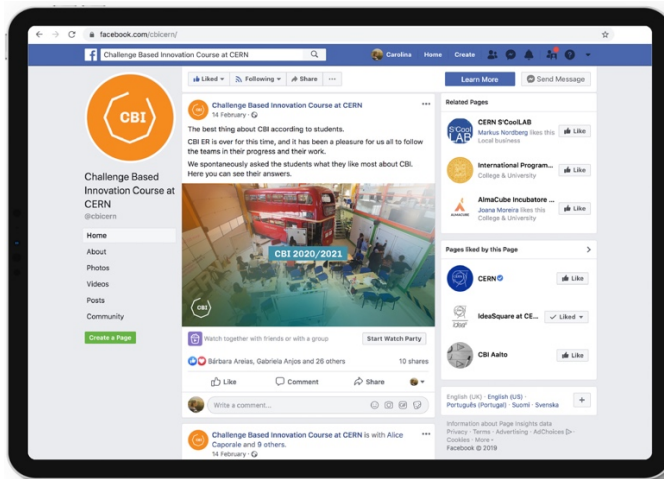 facebook.com/cbicern/
Challenge Based Innovation Course at CERN
Carolina Home Create
Liked Following Share
Learn More Send Message
CBI
Challenge Based
Innovation Course at
CERN
@cbicern
Home
About
Photos
Videos
Posts
Community
Create a Page
Challenge Based Innovation Course at CERN
14 February
The best thing about CBI according to students.
CBI ER is ever for this time, and it has been a pleasure for us all to follow
the teams in their progress and their work.
We spontaneously asked the students what they like most about CBI.
Here you can see their answers.
CBI 2020/2021
CBI
Watch together with friends or with a group
Start Watch Party
Bárbara Areias, Gabriela Anjos and 26 others
10 shares
Like Comment Share
Write a comment...
Challenge Based Innovation Course at CERN is with Alice
Caporale and 9 others.
14 February
Related Pages
S'Cool
LAB
CERN S'CoolLAB
Markus Nordberg likes this
Local business
Like
International Program...
College & University
Like
ALMACUBE
AlmaCube Incubatore ...
Joana Moreira likes this
College & University
Like
Pages liked by this Page
CERN
Like
IdeaSquare at CE...
Liked
CBI Aalto
Like
English (UK) · English (US) ·
Português (Portugal) · Suomi · Svenska
Information about Page Insights data
Privacy · Terms · Advertising · AdChoices ·
Cookies · More ·
Facebook © 2019